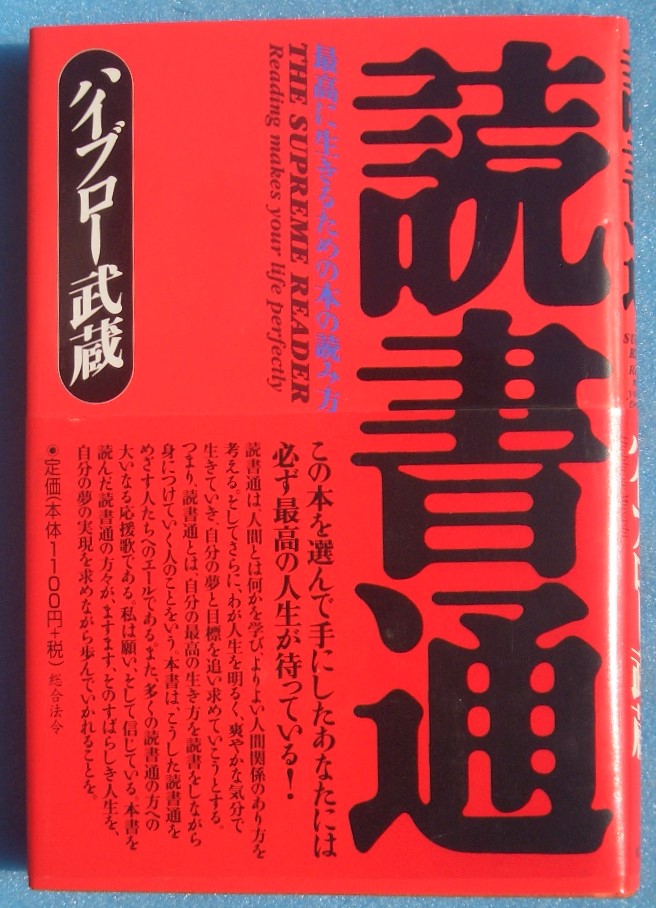 読書通
最高に生きるための本の読み方
THE SUPREME READER
Reading makes your life perfectly
ハイブロー武蔵
この本を選んで手にしたあなたには
必ず最高の人生が待っている！
読書通は、人間とは何かを学び、よりよい人間関係のあり方を
考える。そしてさらに、わが人生を明るく、爽やかな気分で
生きていき、自分の夢と目標を追い求めていこうとする。
つまり、読書通とは、自分の最高の生き方を読書をしながら
身につけていく人のことをいう。本書は、こうした読書通を
めざす人たちへのエールである。また、多くの読書通の方への
大いなる応援歌である。私は願い、そして信じている。本書を
読んだ読書通の方々が、ますます、そのすばらしき人生を、
自分の夢の実現を求めながら歩んでいかれることを。
◉定価(本体1100円+税) 総合法令